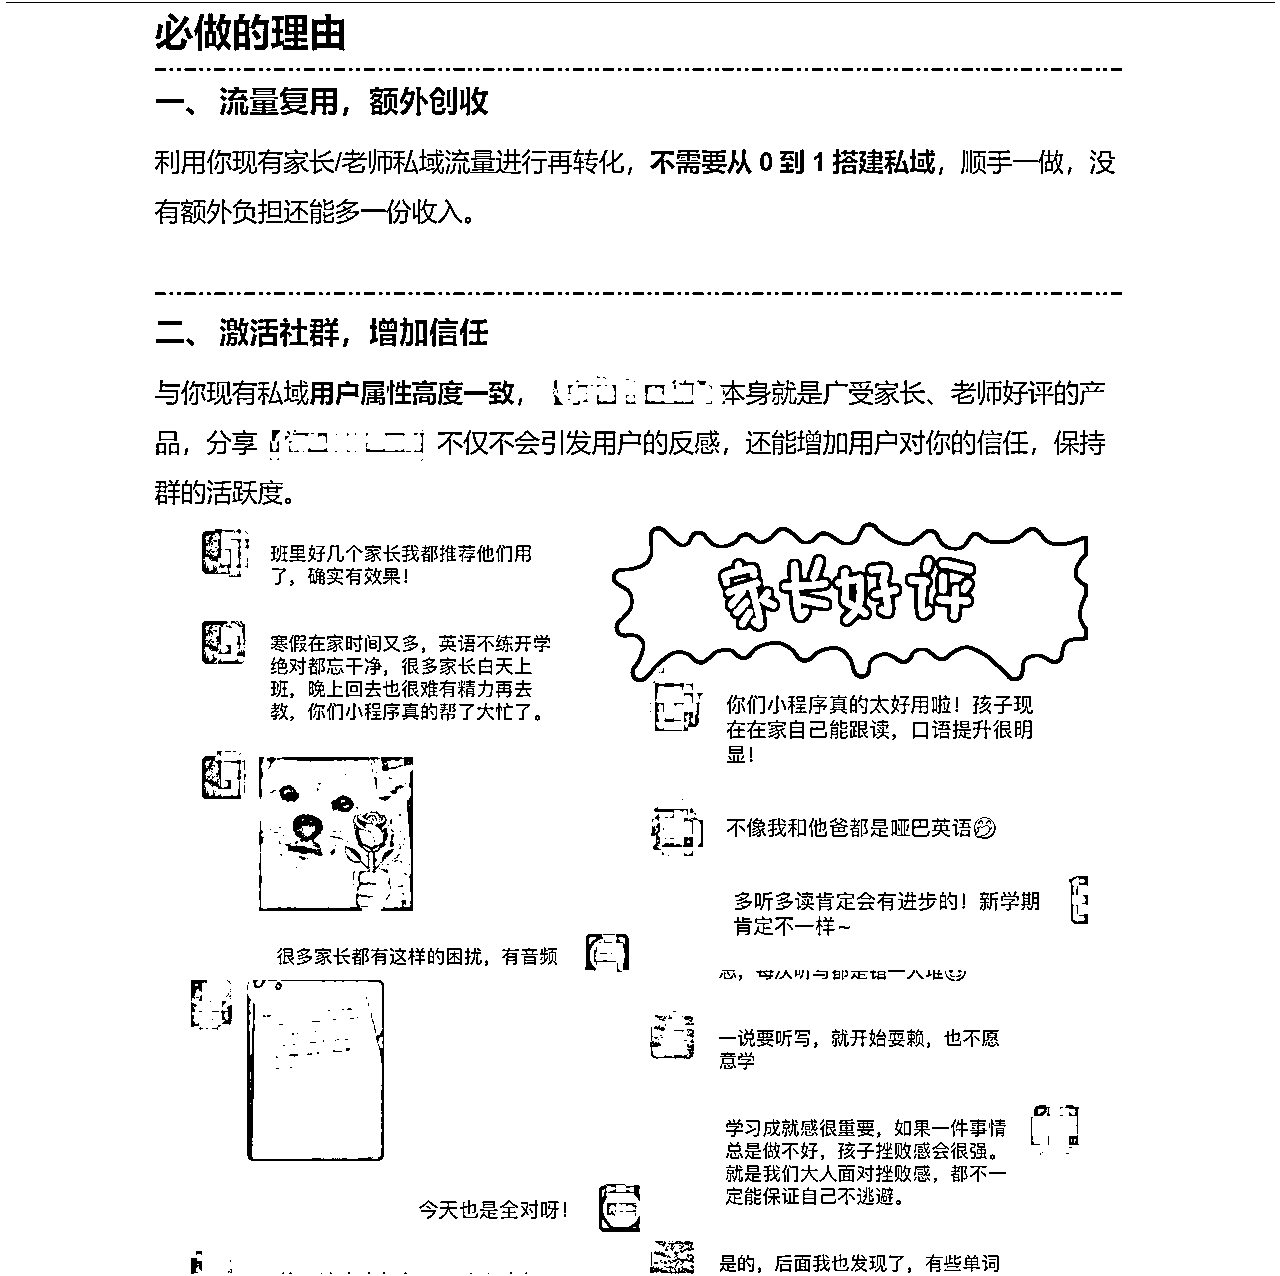 必做的理由
一、 流量复用，额外创收
利用你现有家长/老师私域流量进行再转化，不需要从 0 到 1 搭建私域，顺手一做，没
有额外负担还能多一份收入。
二、 激活社群，增加信任
与你现有私域用户属性高度一致，本身就是广受家长、老师好评的产
品，分享 不仅不会引发用户的反感，还能增加用户对你的信任，保持
群的活跃度。
班里好几个家长我都推荐他们用
了，确实有效果！
寒假在家时间又多，英语不练开学
绝对都忘干净，很多家长白天上
班，晚上回去也很难有精力再去
教，你们小程序真的帮了大忙了。
很多家长都有这样的困扰，有音频
今天也是全对呀！
家长好评
你们小程序真的太好用啦！孩子现
在在家自己能跟读，口语提升很明
显！
不像我和他爸都是哑巴英语
多听多读肯定会有进步的！新学期
肯定不一样~
一说要听写，就开始耍赖，也不愿
意学
学习成就感很重要，如果一件事情
总是做不好，孩子挫败感会很强。
就是我们大人面对挫败感，都不一
定能保证自己不逃避。
是的，后面我也发现了，有些单词